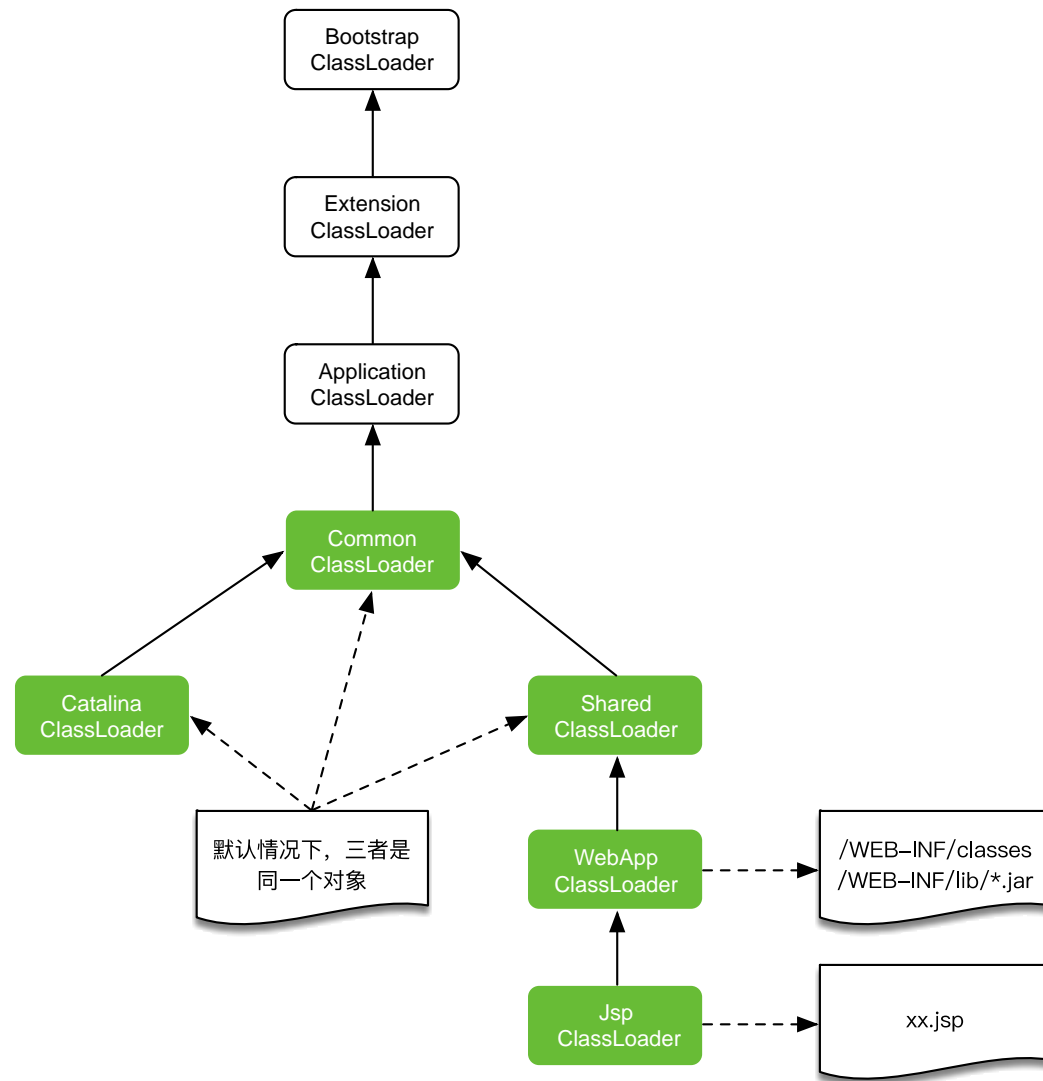 Bootstrap
ClassLoader
Extension
ClassLoader
Application
ClassLoader
Common
ClassLoader
Catalina
ClassLoader
Shared
ClassLoader
默认情况下，三者是
同一个对象
WebApp
ClassLoader
/WEB-INF/classes
/WEB-INF/lib/*.jar
Jsp
ClassLoader
xx.jsp